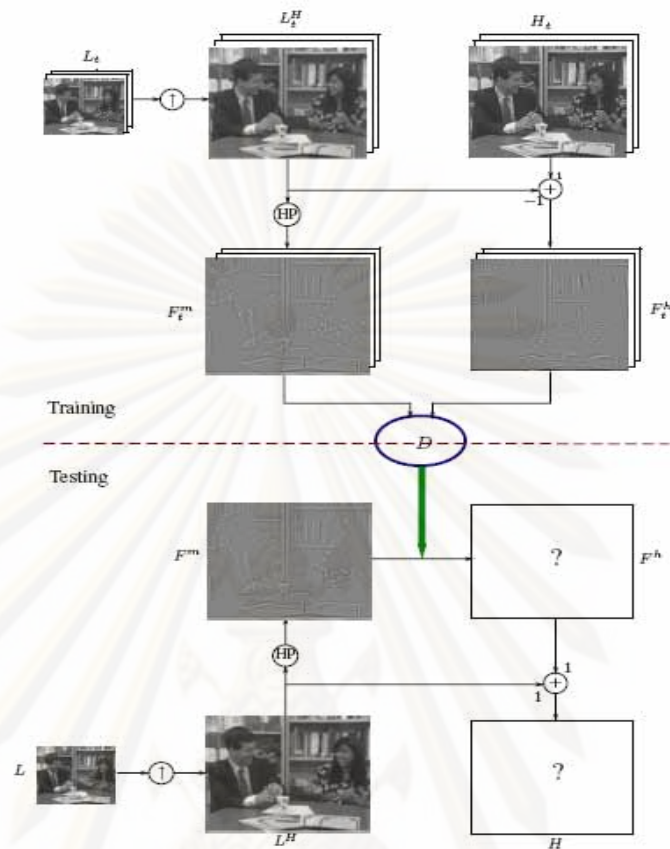 L_t^H H_t
L_t
↑
1
+
−1
HP
F_t^m F_t^h
Training
D
Testing
F^m ? F^h
HP
1
+
1
L ↑ ?
L^H H